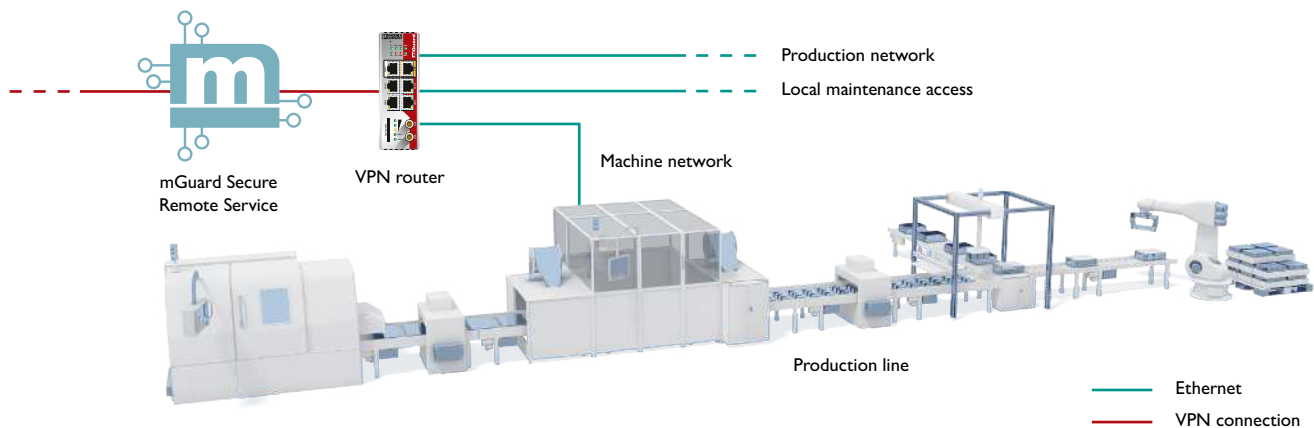 m
Production network
Local maintenance access
Machine network
VPN router
mGuard Secure
Remote Service
Production line
Ethernet
VPN connection